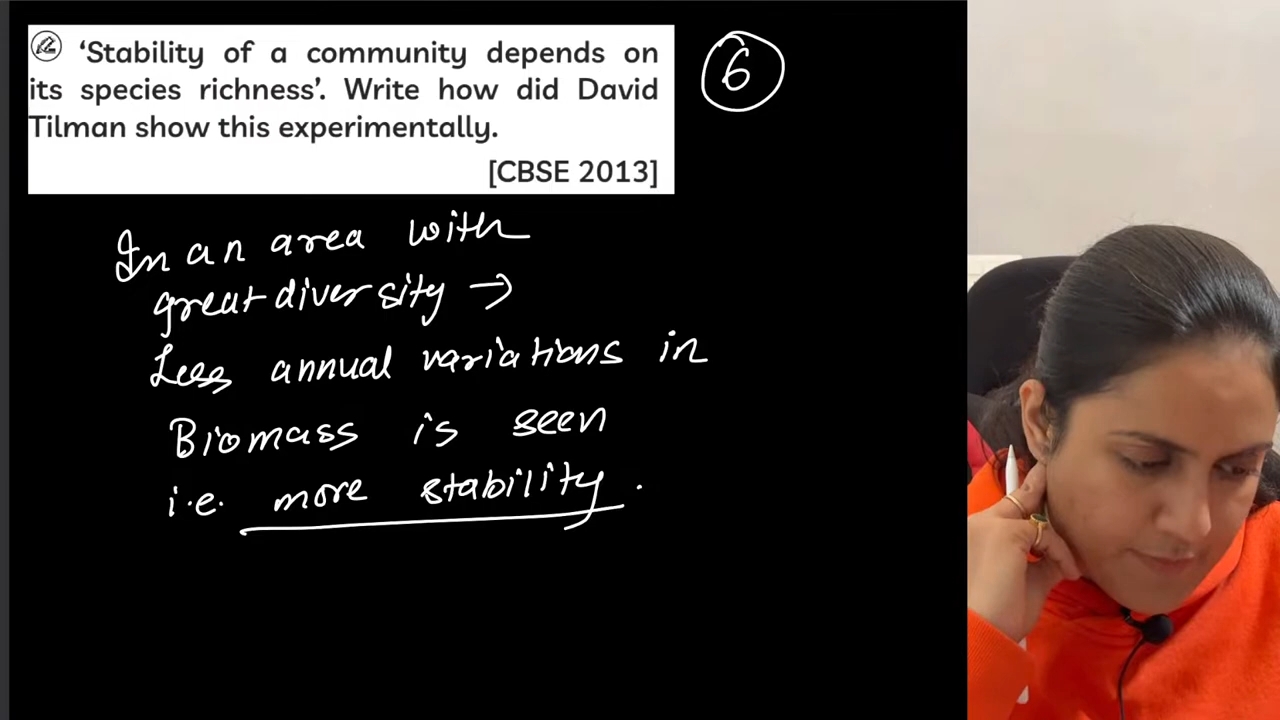 'Stability of a community depends on
its species richness'. Write how did David
Tilman show this experimentally.
[CBSE 2013]
6
In an area with
great diversity →
Less annual variations in
Biomass is seen
i.e. more stability.